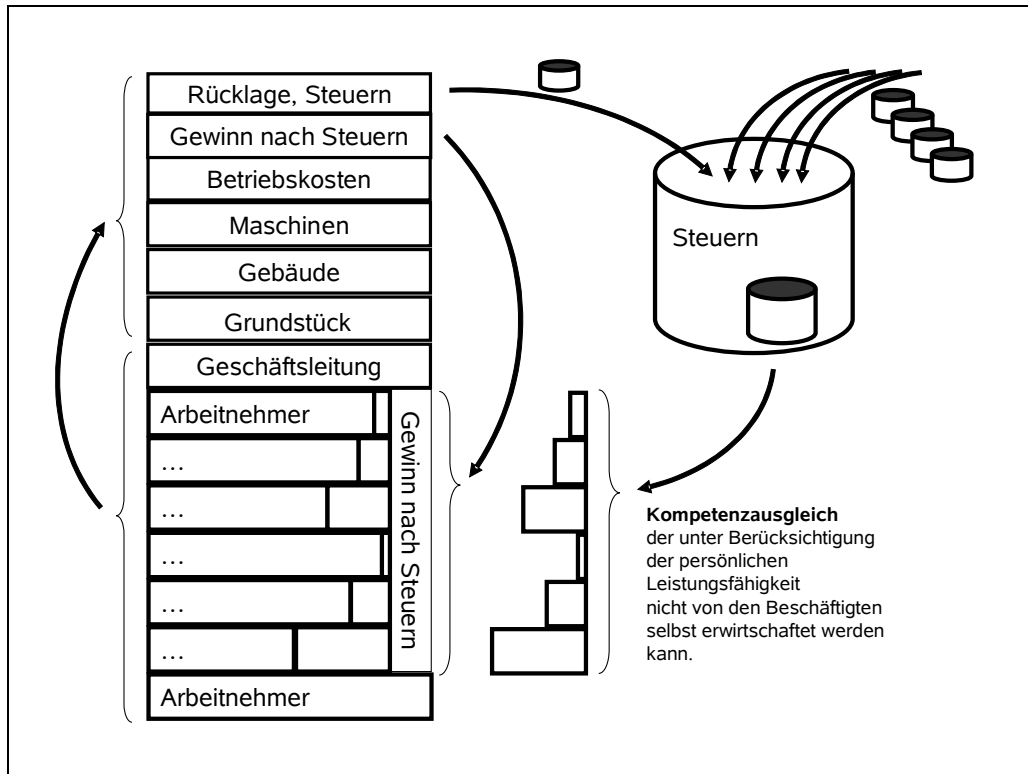 Rücklage, Steuern
Gewinn nach Steuern
Betriebskosten
Maschinen
Gebäude
Grundstück
Geschäftsleitung
Arbeitnehmer
...
...
...
...
...
Arbeitnehmer
Gewinn nach Steuern
Steuern
Kompetenzausgleich
der unter Berücksichtigung
der persönlichen
Leistungsfähigkeit
nicht von den Beschäftigten
selbst erwirtschaftet werden
kann.